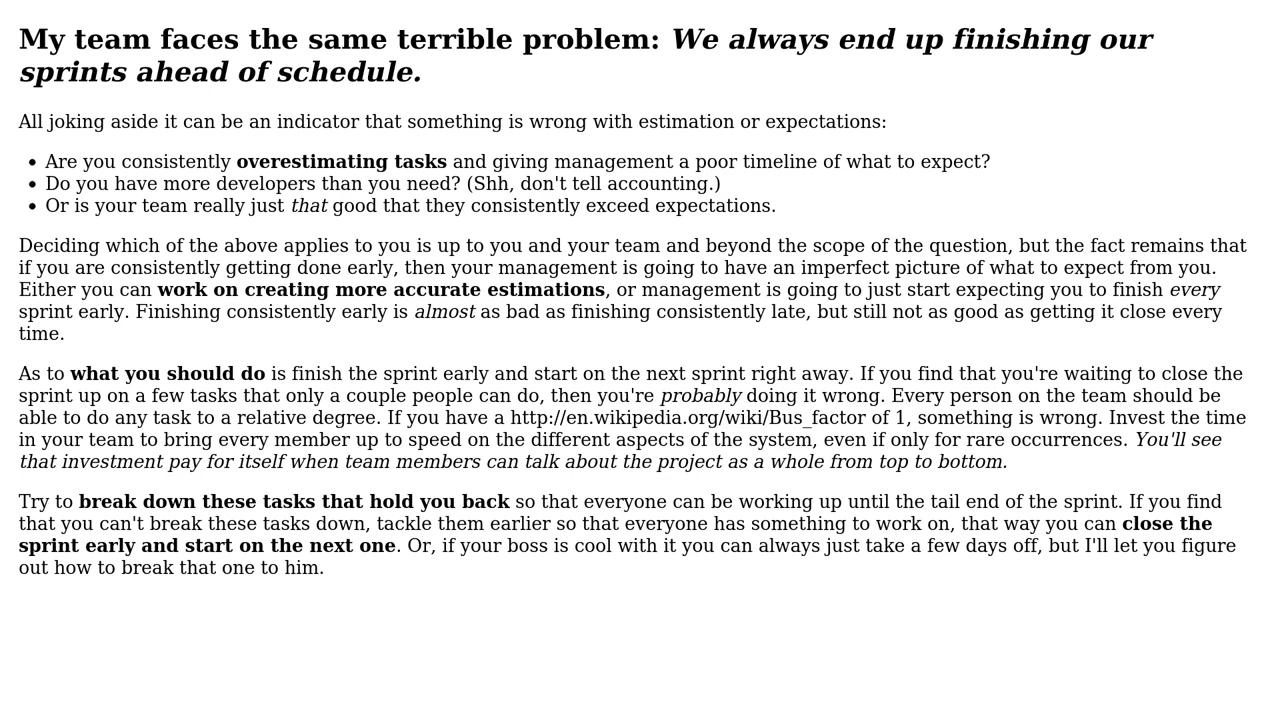 My team faces the same terrible problem: We always end up finishing our
sprints ahead of schedule.
All joking aside it can be an indicator that something is wrong with estimation or expectations:
• Are you consistently overestimating tasks and giving management a poor timeline of what to expect?
• Do you have more developers than you need? (Shh, don't tell accounting.)
• Or is your team really just that good that they consistently exceed expectations.
Deciding which of the above applies to you is up to you and your team and beyond the scope of the question, but the fact remains that
if you are consistently getting done early, then your management is going to have an imperfect picture of what to expect from you.
Either you can work on creating more accurate estimations, or management is going to just start expecting you to finish every
sprint early. Finishing consistently early is almost as bad as finishing consistently late, but still not as good as getting it close every
time.
As to what you should do is finish the sprint early and start on the next sprint right away. If you find that you're waiting to close the
sprint up on a few tasks that only a couple people can do, then you're probably doing it wrong. Every person on the team should be
able to do any task to a relative degree. If you have a http://en.wikipedia.org/wiki/Bus_factor of 1, something is wrong. Invest the time
in your team to bring every member up to speed on the different aspects of the system, even if only for rare occurrences. You'll see
that investment pay for itself when team members can talk about the project as a whole from top to bottom.
Try to break down these tasks that hold you back so that everyone can be working up until the tail end of the sprint. If you find
that you can't break these tasks down, tackle them earlier so that everyone has something to work on, that way you can close the
sprint early and start on the next one. Or, if your boss is cool with it you can always just take a few days off, but I'll let you figure
out how to break that one to him.